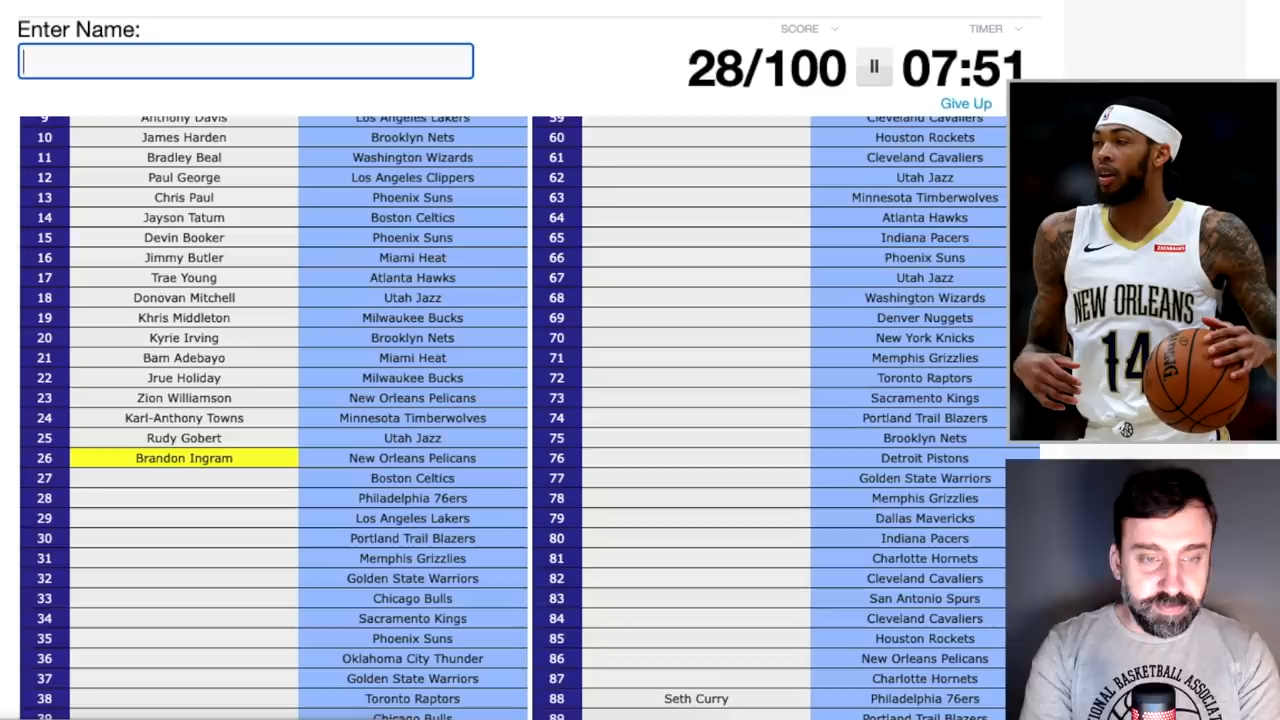 Enter Name:
SCORE
TIMER
28/100
07:51
Give Up
9 Anthony Davis Los Angeles Lakers
10 James Harden Brooklyn Nets
11 Bradley Beal Washington Wizards
12 Paul George Los Angeles Clippers
13 Chris Paul Phoenix Suns
14 Jayson Tatum Boston Celtics
15 Devin Booker Phoenix Suns
16 Jimmy Butler Miami Heat
17 Trae Young Atlanta Hawks
18 Donovan Mitchell Utah Jazz
19 Khris Middleton Milwaukee Bucks
20 Kyrie Irving Brooklyn Nets
21 Bam Adebayo Miami Heat
22 Jrue Holiday Milwaukee Bucks
23 Zion Williamson New Orleans Pelicans
24 Karl-Anthony Towns Minnesota Timberwolves
25 Rudy Gobert Utah Jazz
26 Brandon Ingram New Orleans Pelicans
27 Boston Celtics
28 Philadelphia 76ers
29 Los Angeles Lakers
30 Portland Trail Blazers
31 Memphis Grizzlies
32 Golden State Warriors
33 Chicago Bulls
34 Sacramento Kings
35 Phoenix Suns
36 Oklahoma City Thunder
37 Golden State Warriors
38 Toronto Raptors
39 Chicago Bulls
59 Cleveland Cavaliers
60 Houston Rockets
61 Cleveland Cavaliers
62 Utah Jazz
63 Minnesota Timberwolves
64 Atlanta Hawks
65 Indiana Pacers
66 Phoenix Suns
67 Utah Jazz
68 Washington Wizards
69 Denver Nuggets
70 New York Knicks
71 Memphis Grizzlies
72 Toronto Raptors
73 Sacramento Kings
74 Portland Trail Blazers
75 Brooklyn Nets
76 Detroit Pistons
77 Golden State Warriors
78 Memphis Grizzlies
79 Dallas Mavericks
80 Indiana Pacers
81 Charlotte Hornets
82 Cleveland Cavaliers
83 San Antonio Spurs
84 Cleveland Cavaliers
85 Houston Rockets
86 New Orleans Pelicans
87 Charlotte Hornets
88 Seth Curry Philadelphia 76ers
89 Portland Trail Blazers
NEW ORLEANS
14
BASKETBALL